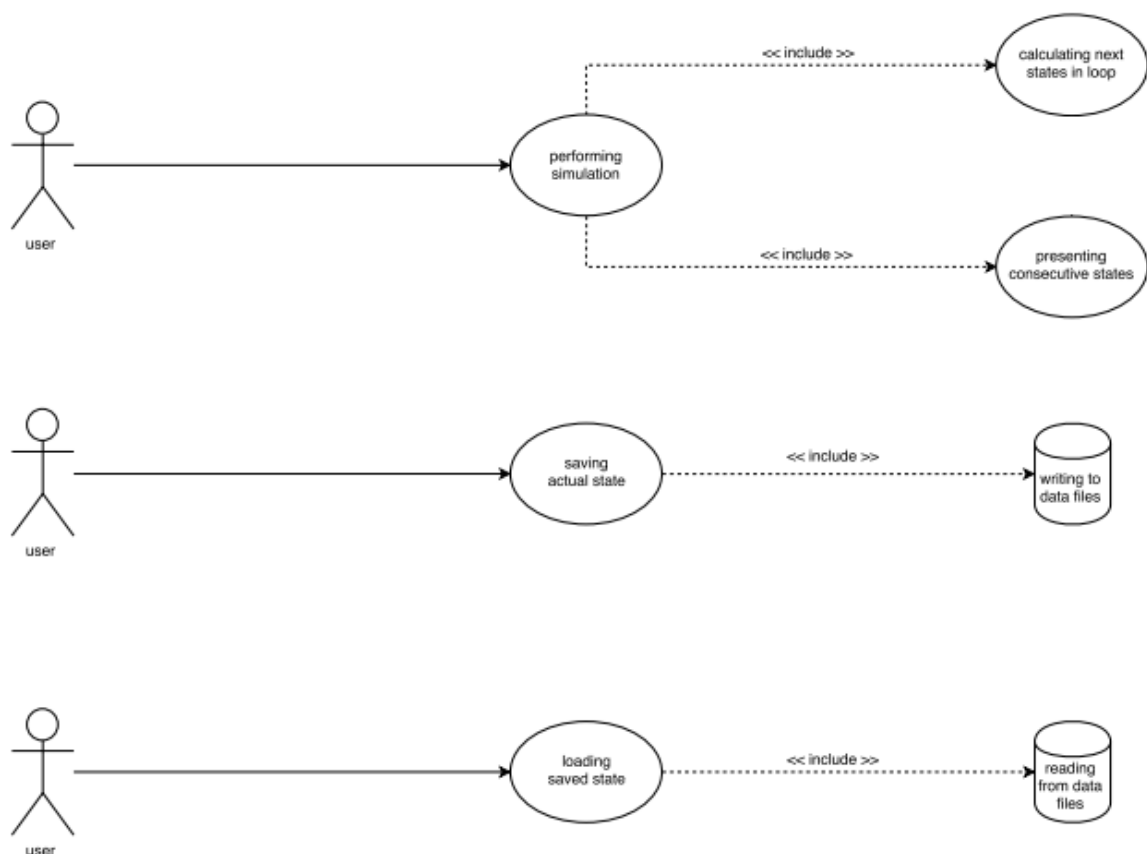 << include >>
calculating next
states in loop
performing
simulation
user
<< include >>
presenting
consecutive states
saving
actual state
<< include >>
writing to
data files
user
loading
saved state
<< include >>
reading
from data
files
user